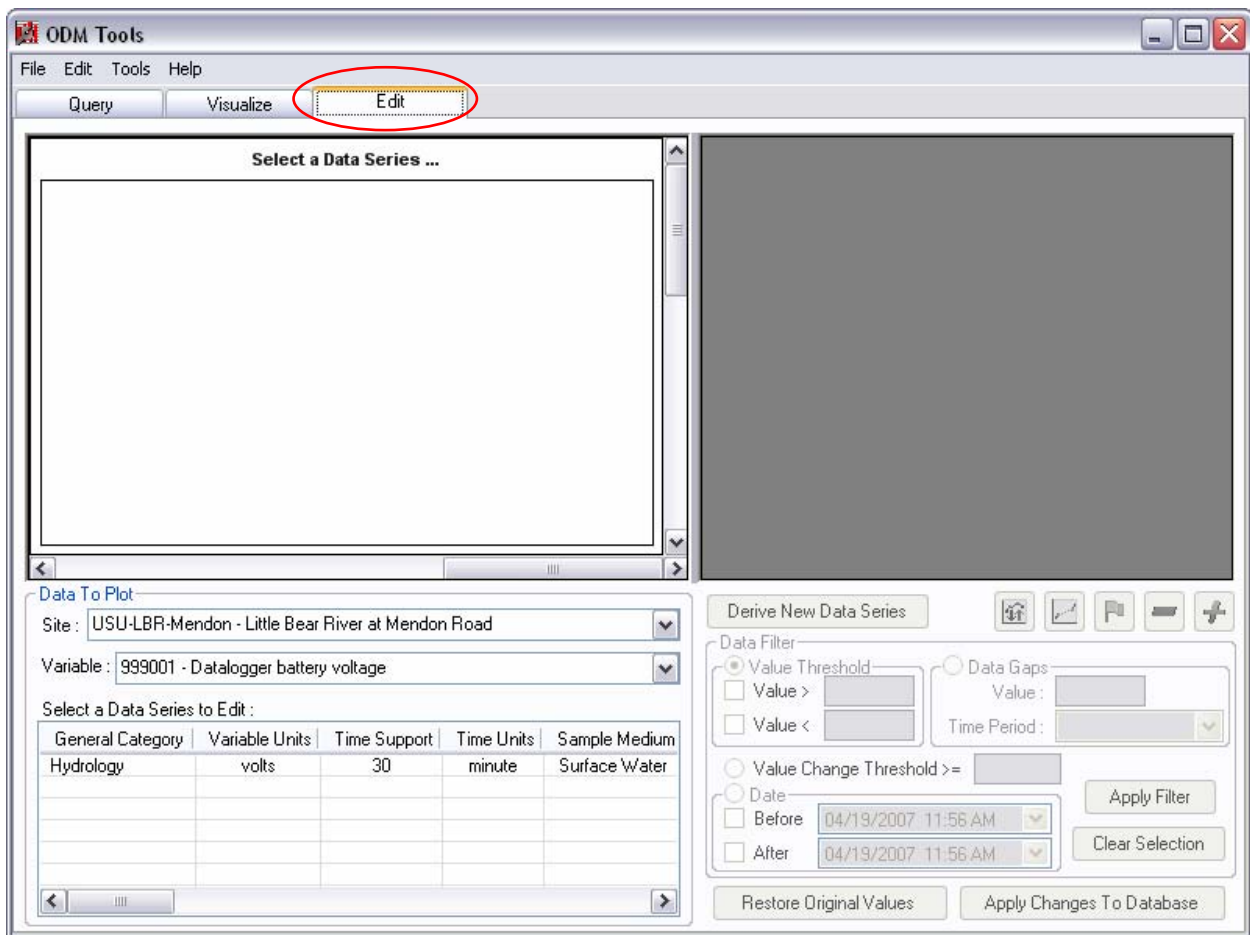 ODM Tools
File Edit Tools Help
Query Visualize Edit
Select a Data Series ...
Data To Plot
Site : USU-LBR-Mendon - Little Bear River at Mendon Road
Variable : 999001 - Datalogger battery voltage
Select a Data Series to Edit :
General Category Variable Units Time Support Time Units Sample Medium
Hydrology volts 30 minute Surface Water
Derive New Data Series
Data Filter
Value Threshold
Value >
Value <
Data Gaps
Value :
Time Period :
Value Change Threshold >=
Date
Before 04/19/2007 11:56 AM
After 04/19/2007 11:56 AM
Apply Filter
Clear Selection
Restore Original Values Apply Changes To Database